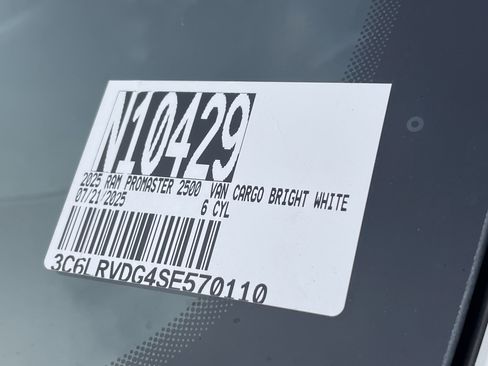 N10429
2025 RAM PROMASTER 2500 VAN CARGO BRIGHT WHITE
07/21/2025 6 CYL
3C6LRVDG4SE570110